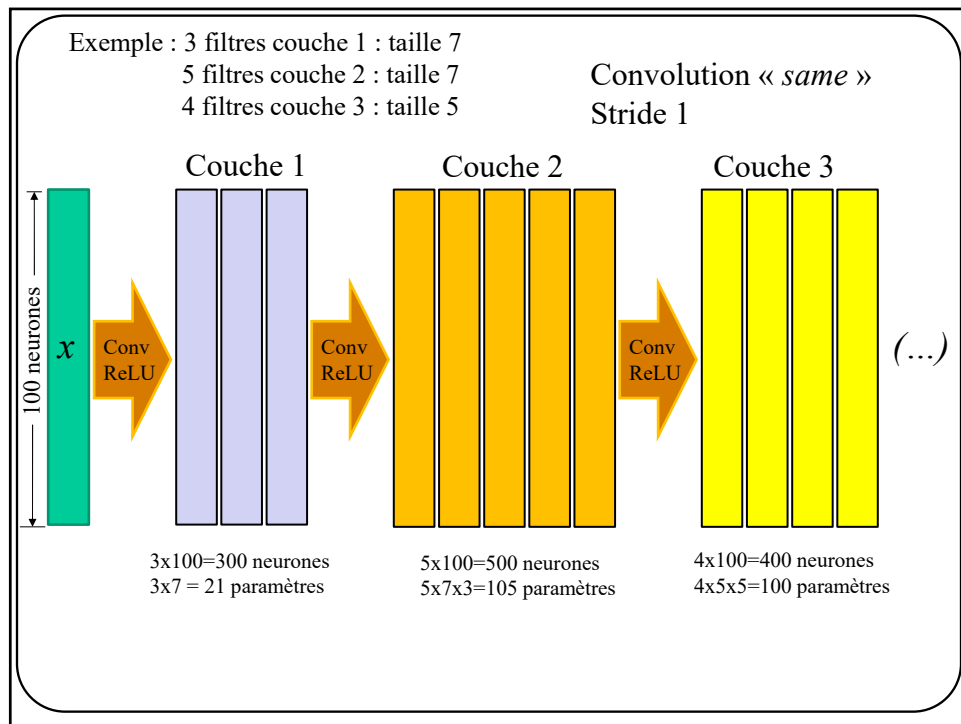 Exemple : 3 filtres couche 1 : taille 7
5 filtres couche 2 : taille 7
4 filtres couche 3 : taille 5
Convolution « same »
Stride 1
Couche 1
Couche 2
Couche 3
100 neurones
x
Conv
ReLU
Conv
ReLU
Conv
ReLU
(...)
3x100=300 neurones
3x7 = 21 paramètres
5x100=500 neurones
5x7x3=105 paramètres
4x100=400 neurones
4x5x5=100 paramètres